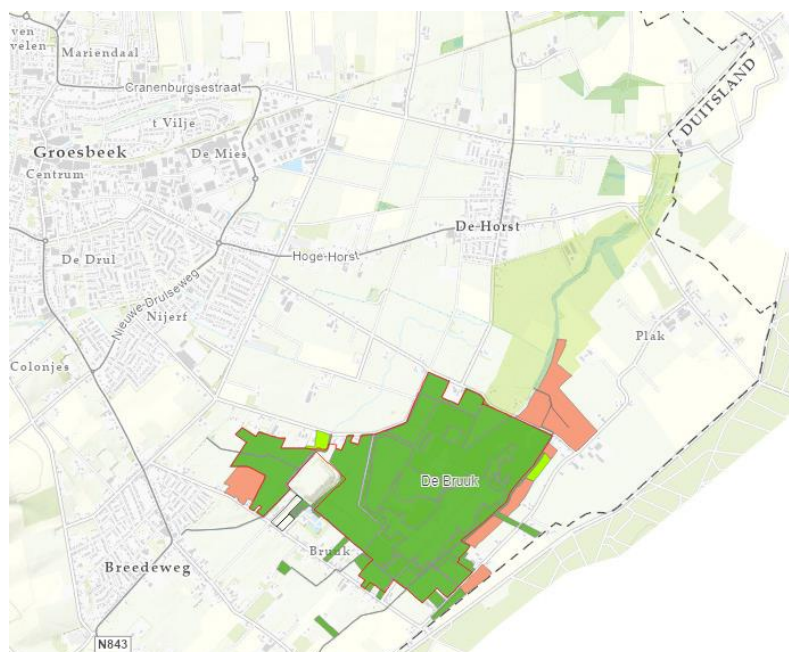 ven
velen
Mariëndaal
Cranenburgsestraat
t Vilje
De Mies
DUITSLAND
Groesbeek
Centrum
De Horst
De Drul
Hoge-Horst
Nieuwe-Drulseweg
Nijerf
Plak
Colonjes
De Bruuk
Bruuk
Breedeweg
N843